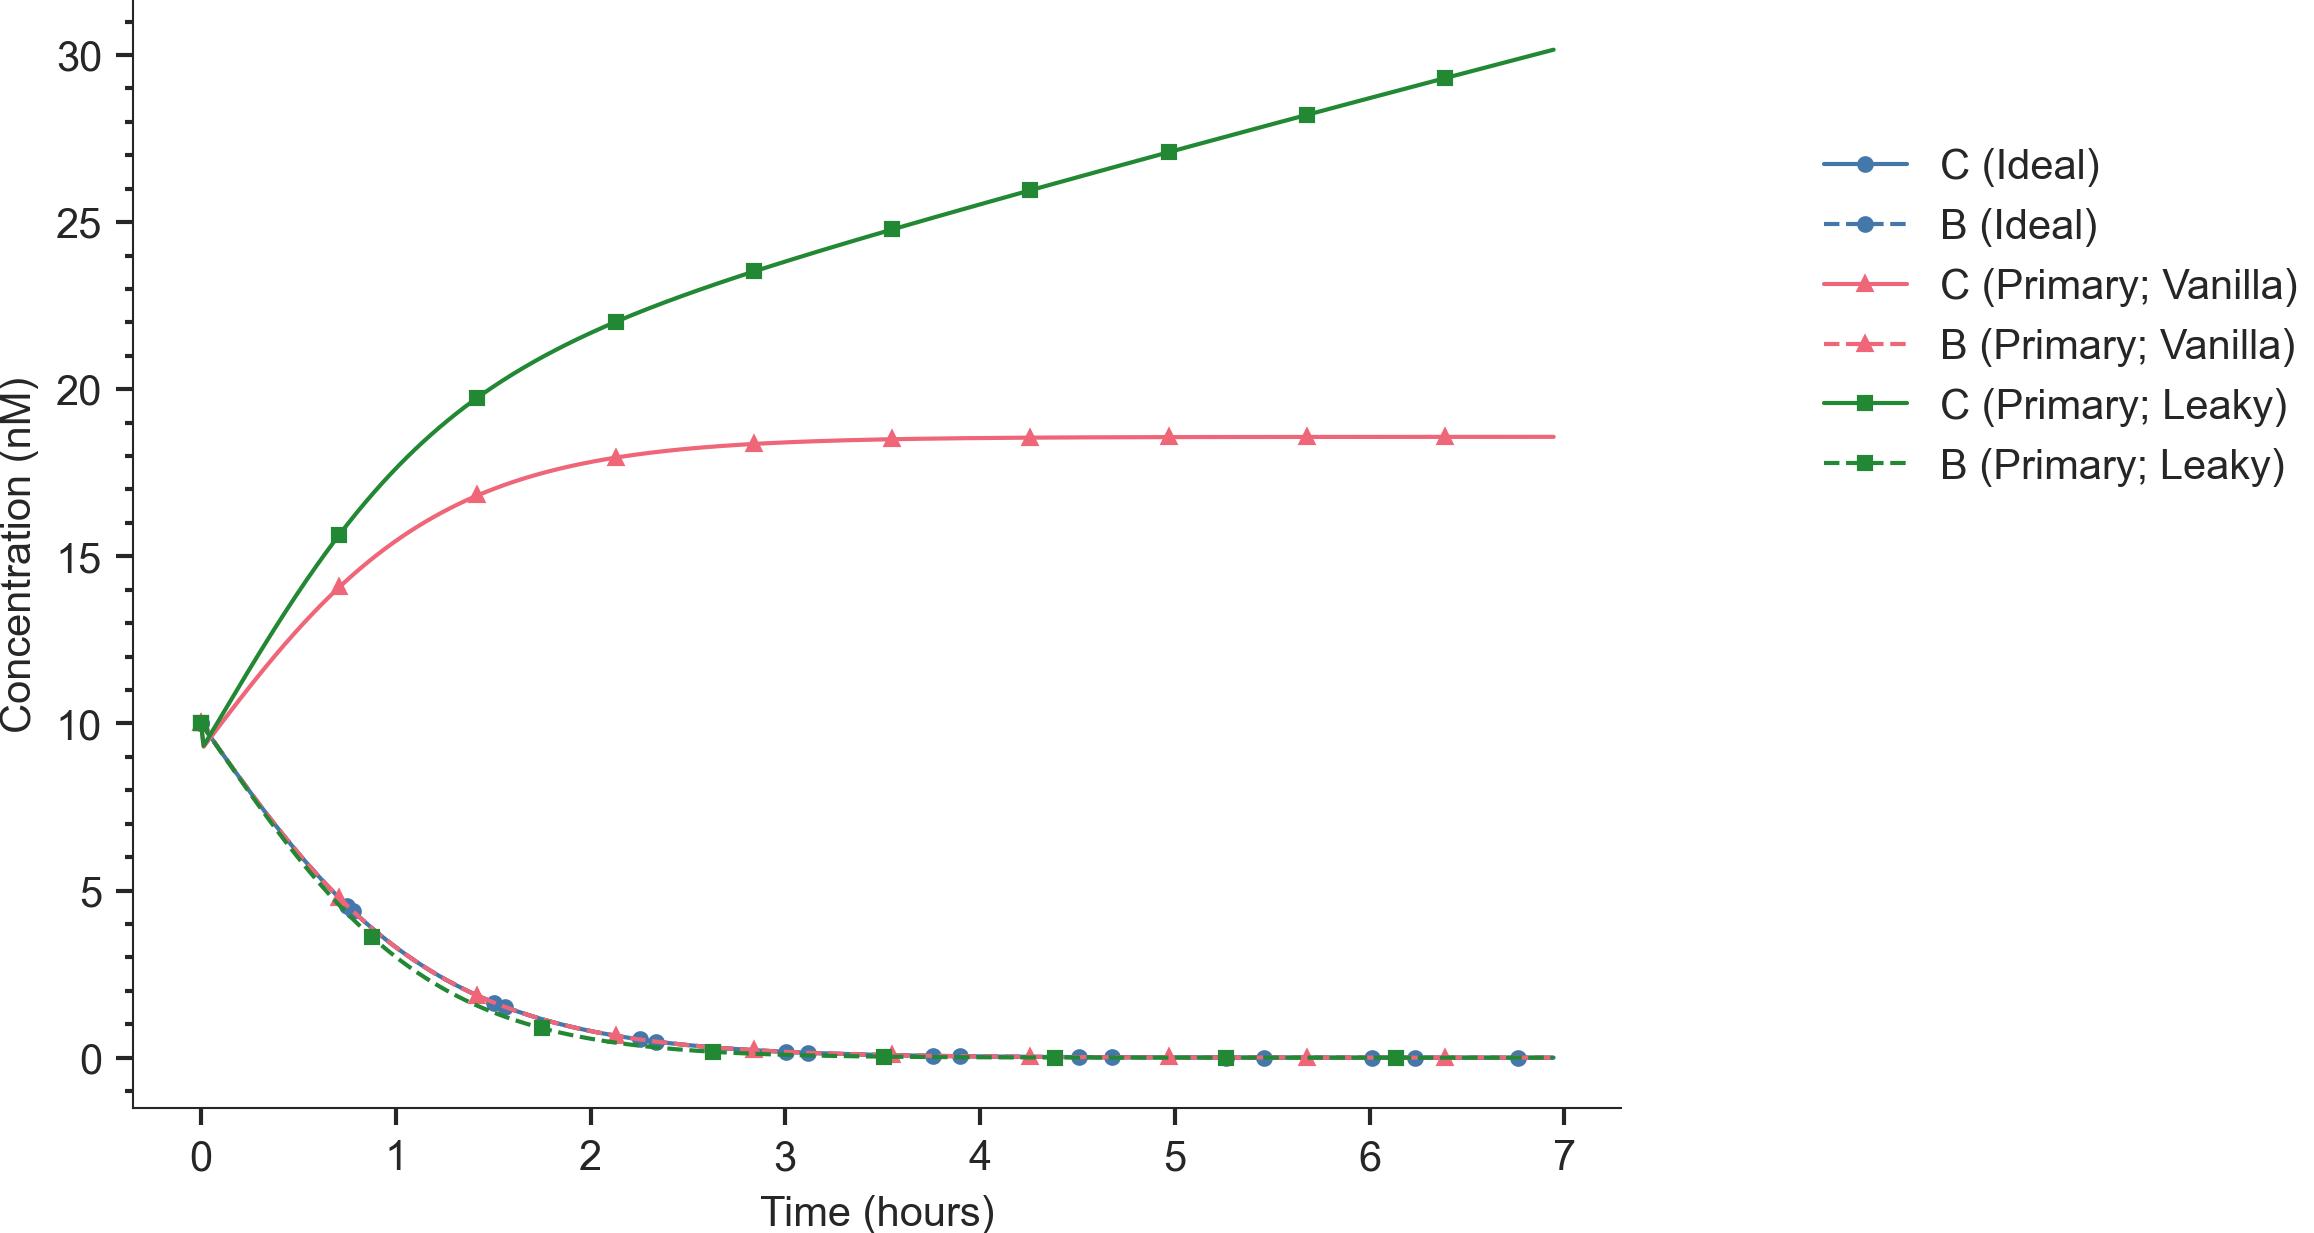 30
25
20
15
10
5
0
Concentration (nM)
0 1 2 3 4 5 6 7
Time (hours)
C (Ideal)
B (Ideal)
C (Primary; Vanilla)
B (Primary; Vanilla)
C (Primary; Leaky)
B (Primary; Leaky)